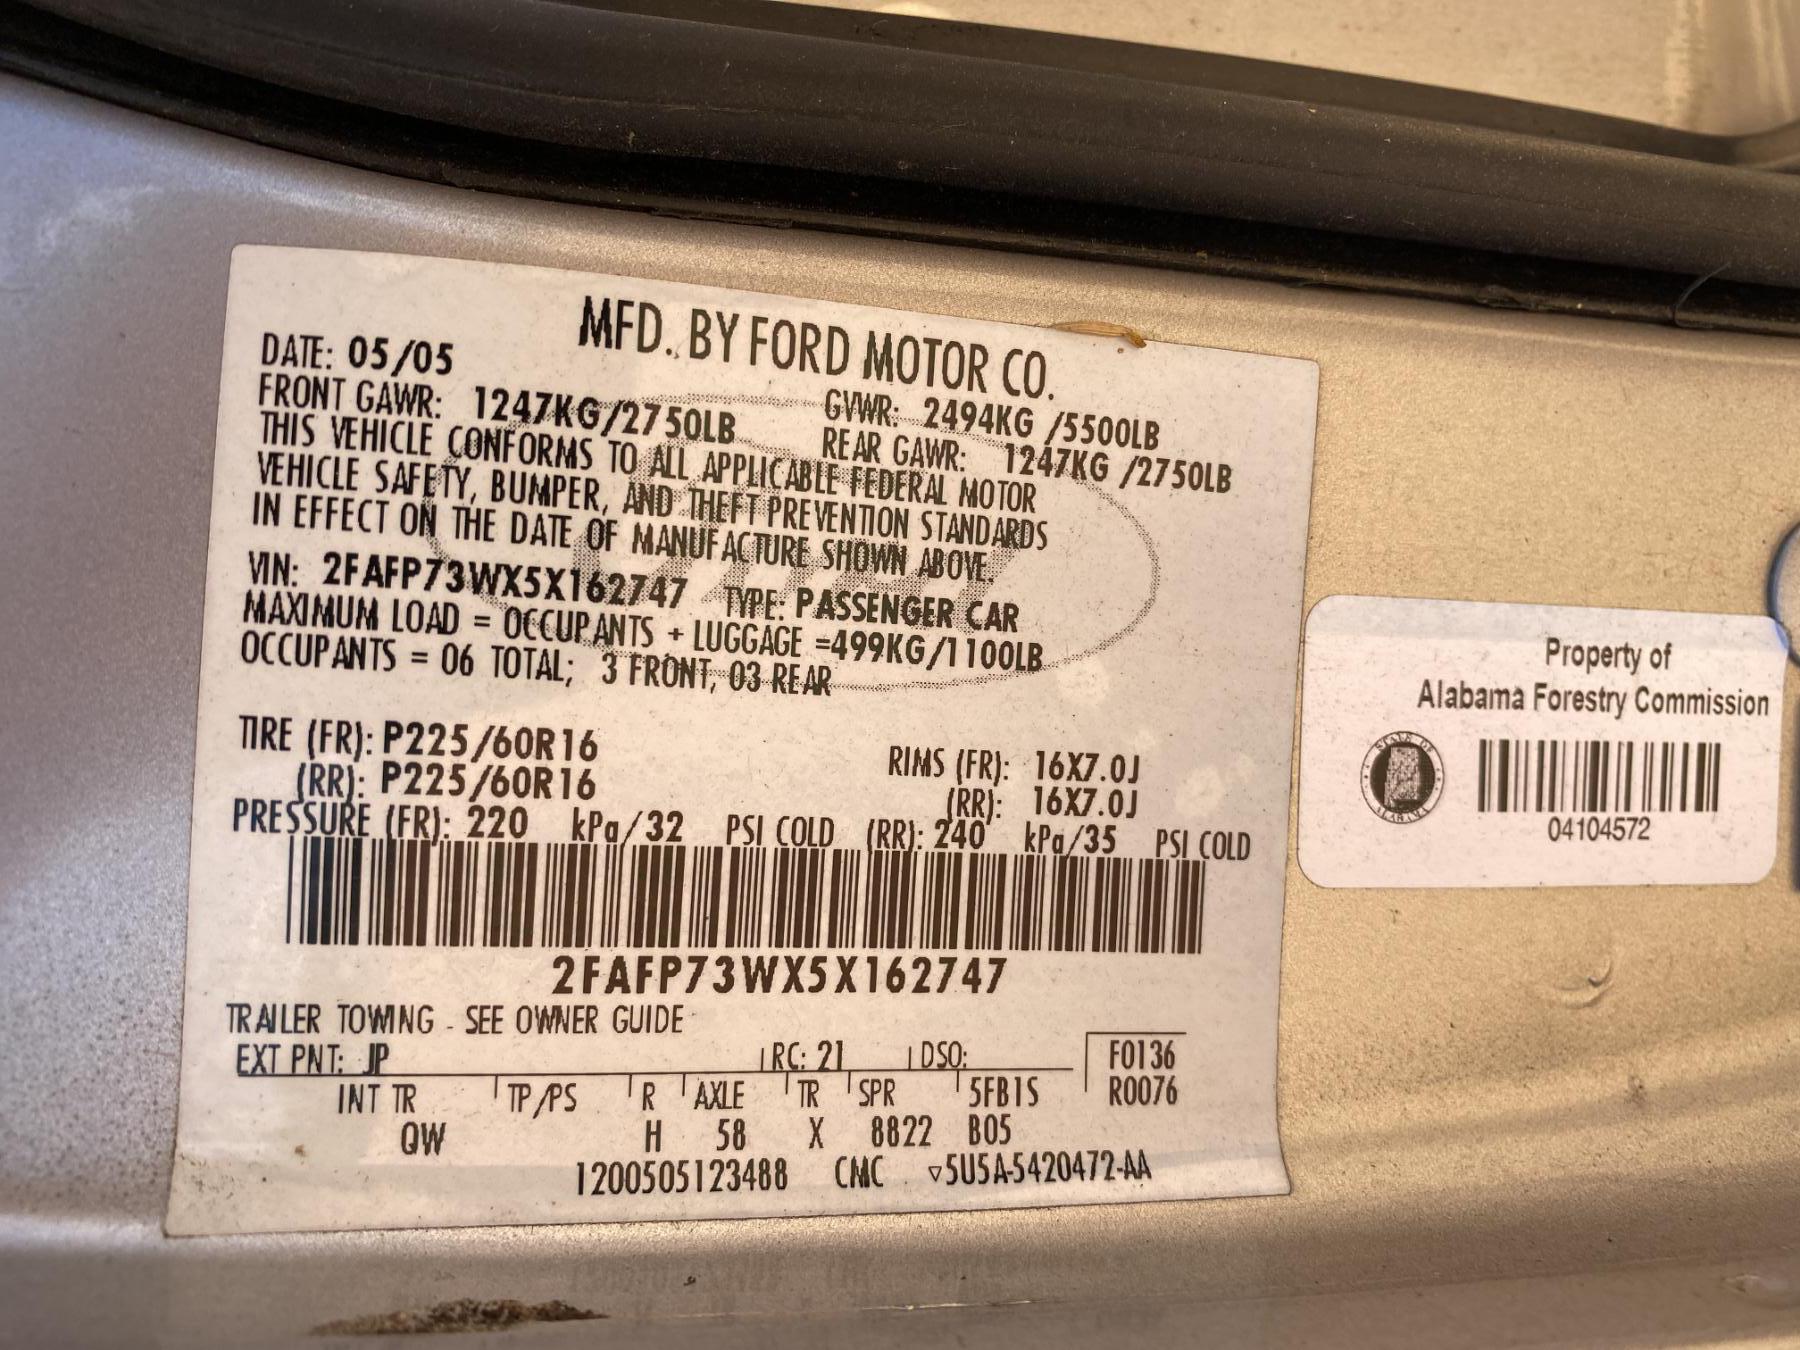 MFD. BY FORD MOTOR CO.
DATE: 05/05
GVWR: 2494KG /5500LB
FRONT GAWR: 1247KG/2750LB REAR GAWR: 1247KG /2750LB
THIS VEHICLE CONFORMS TO ALL APPLICABLE FEDERAL MOTOR
VEHICLE SAFETY, BUMPER, AND THEFT PREVENTION STANDARDS
IN EFFECT ON THE DATE OF MANUFACTURE SHOWN ABOVE.
VIN: 2FAFP73WX5X162747 TYPE: PASSENGER CAR
MAXIMUM LOAD = OCCUPANTS + LUGGAGE =499KG/1100LB
OCCUPANTS = 06 TOTAL; 3 FRONT, 03 REAR
TIRE (FR): P225/60R16 RIMS (FR): 16X7.0J
(RR): P225/60R16 (RR): 16X7.0J
PRESSURE (FR): 220 kPa/32 PSI COLD (RR): 240 kPa/35 PSI COLD
2FAFP73WX5X162747
TRAILER TOWING - SEE OWNER GUIDE
EXT PNT: JP RC: 21 DSO: F0136
INT TR TP/PS R AXLE TR SPR 5FB1S R0076
QW H 58 X 8822 B05
1200505123488 CMC ▽5U5A-5420472-AA
Property of
Alabama Forestry Commission
STATE OF
ALABAMA
04104572